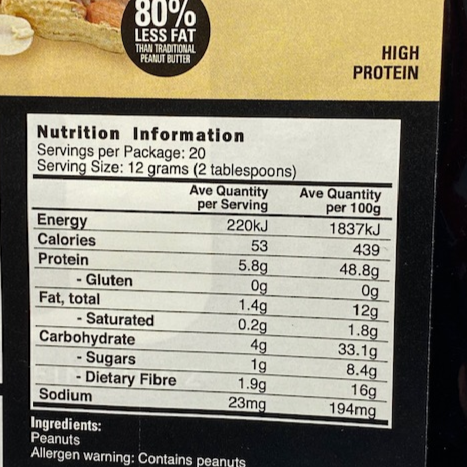 80%
LESS FAT
THAN TRADITIONAL
PEANUT BUTTER
HIGH
PROTEIN
Nutrition Information
Servings per Package: 20
Serving Size: 12 grams (2 tablespoons)
Ave Quantity Ave Quantity
per Serving per 100g
Energy 220kJ 1837kJ
Calories 53 439
Protein 5.8g 48.8g
- Gluten 0g 0g
Fat, total 1.4g 12g
- Saturated 0.2g 1.8g
Carbohydrate 4g 33.1g
- Sugars 1g 8.4g
- Dietary Fibre 1.9g 16g
Sodium 23mg 194mg
Ingredients:
Peanuts
Allergen warning: Contains peanuts